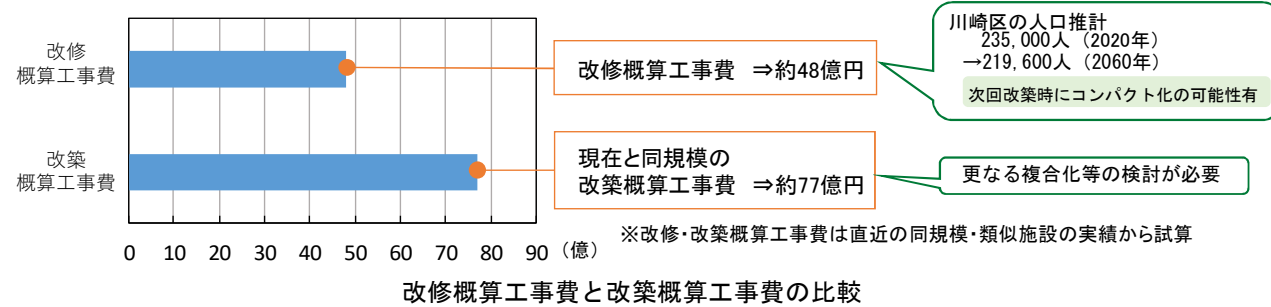 改修
概算工事費
改修概算工事費 ⇒約48億円
川崎区の人口推計
235,000人（2020年）
→219,600人（2060年）
次回改築時にコンパクト化の可能性有
改築
概算工事費
現在と同規模の
改築概算工事費 ⇒約77億円
更なる複合化等の検討が必要
0 10 20 30 40 50 60 70 80 90（億）
※改修・改築概算工事費は直近の同規模・類似施設の実績から試算
改修概算工事費と改築概算工事費の比較